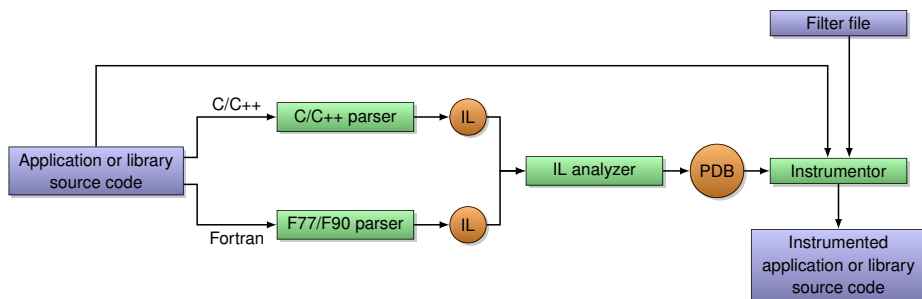 Filter file
C/C++
C/C++ parser
IL
Application or library
source code
IL analyzer
PDB
Instrumentor
Fortran
F77/F90 parser
IL
Instrumented
application or library
source code